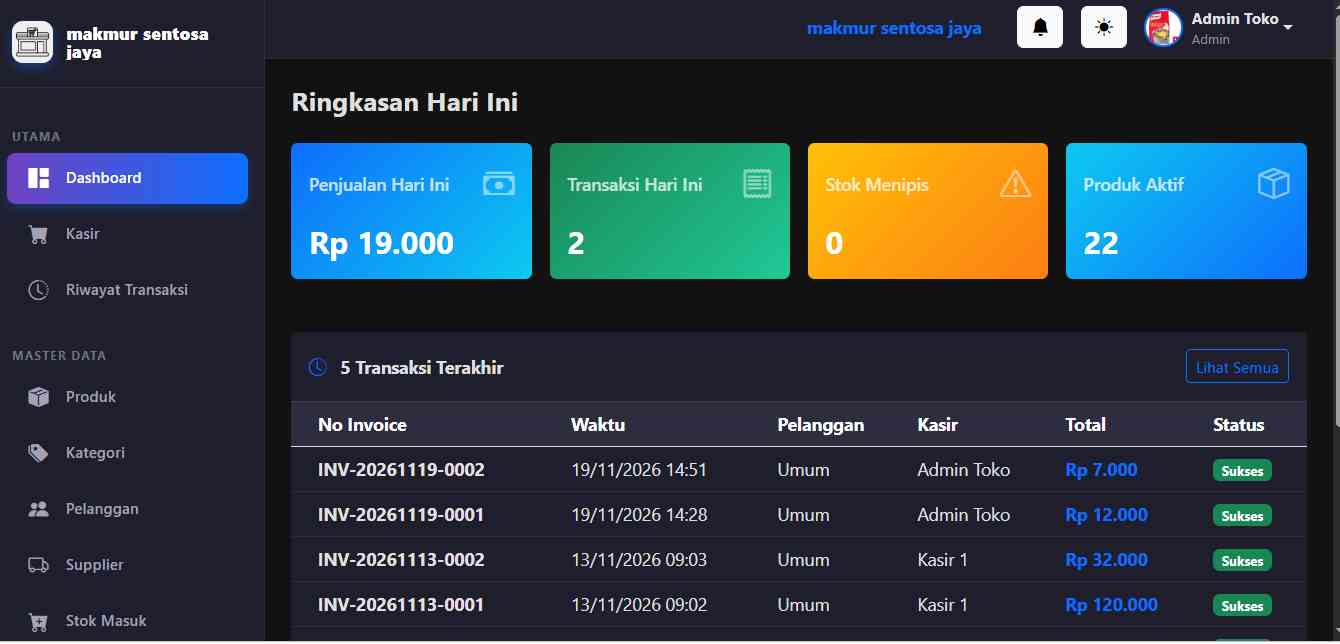 makmur sentosa
jaya
makmur sentosa jaya
Admin Toko
Admin
UTAMA
Dashboard
Kasir
Riwayat Transaksi
MASTER DATA
Produk
Kategori
Pelanggan
Supplier
Stok Masuk
Ringkasan Hari Ini
Penjualan Hari Ini
Rp 19.000
Transaksi Hari Ini
2
Stok Menipis
0
Produk Aktif
22
5 Transaksi Terakhir
Lihat Semua
No Invoice Waktu Pelanggan Kasir Total Status
INV-20261119-0002 19/11/2026 14:51 Umum Admin Toko Rp 7.000 Sukses
INV-20261119-0001 19/11/2026 14:28 Umum Admin Toko Rp 12.000 Sukses
INV-20261113-0002 13/11/2026 09:03 Umum Kasir 1 Rp 32.000 Sukses
INV-20261113-0001 13/11/2026 09:02 Umum Kasir 1 Rp 120.000 Sukses